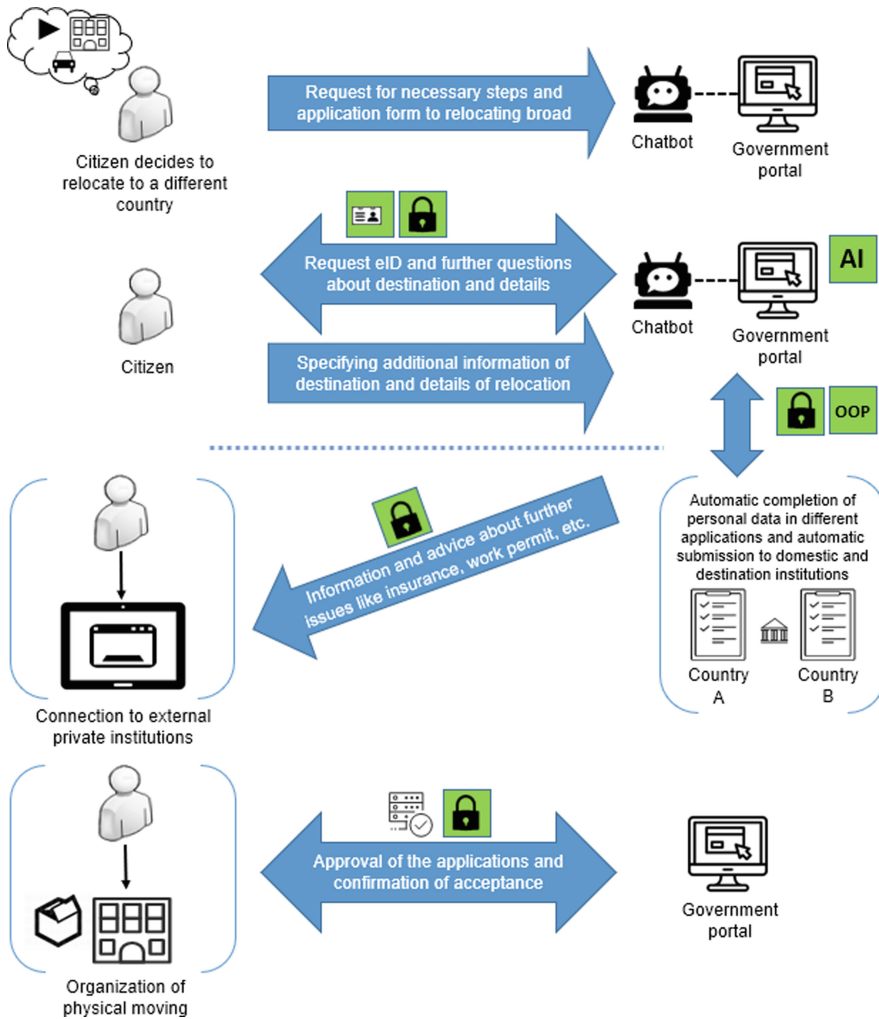 Request for necessary steps and
application form to relocating broad
Chatbot
Government
portal
Citizen decides to
relocate to a different
country
Request eID and further questions
about destination and details
AI
Chatbot
Government
portal
Citizen
Specifying additional information of
destination and details of relocation
OOP
Information and advice about further
issues like insurance, work permit, etc.
Automatic completion of
personal data in different
applications and automatic
submission to domestic and
destination institutions
Country
A
Country
B
Connection to external
private institutions
Approval of the applications and
confirmation of acceptance
Government
portal
Organization of
physical moving